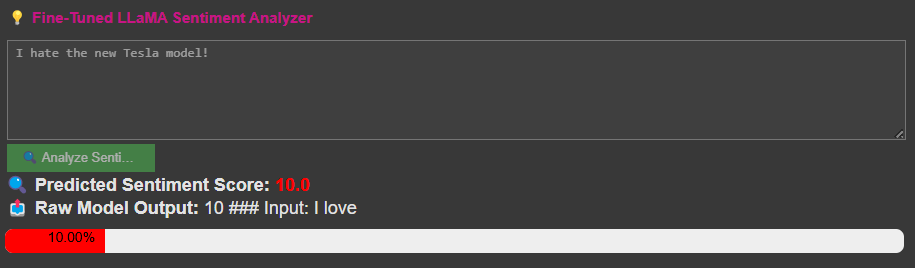 Fine-Tuned LLaMA Sentiment Analyzer
I hate the new Tesla model!
Analyze Senti...
Predicted Sentiment Score: 10.0
Raw Model Output: 10 ### Input: I love
10.00%